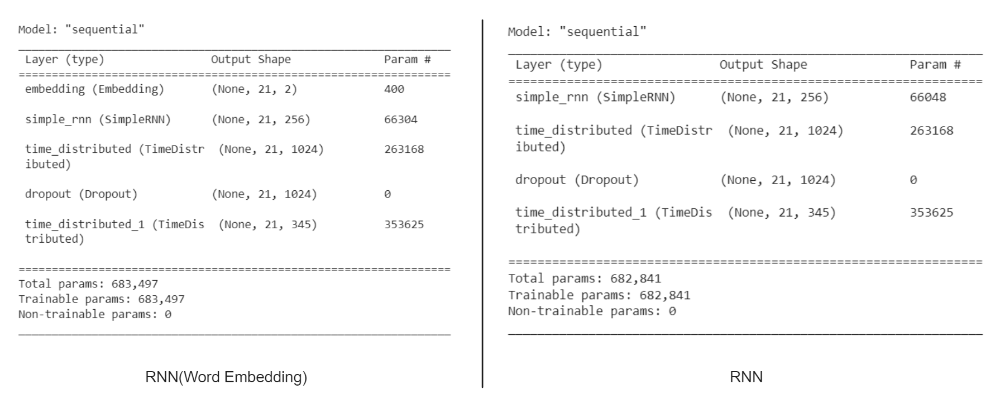 Model: "sequential"
Layer (type) Output Shape Param #
embedding (Embedding) (None, 21, 2) 400
simple_rnn (SimpleRNN) (None, 21, 256) 66304
time_distributed (TimeDistr (None, 21, 1024) 263168
ibuted)
dropout (Dropout) (None, 21, 1024) 0
time_distributed_1 (TimeDis (None, 21, 345) 353625
tributed)
Total params: 683,497
Trainable params: 683,497
Non-trainable params: 0
RNN(Word Embedding)
Model: "sequential"
Layer (type) Output Shape Param #
simple_rnn (SimpleRNN) (None, 21, 256) 66048
time_distributed (TimeDistr (None, 21, 1024) 263168
ibuted)
dropout (Dropout) (None, 21, 1024) 0
time_distributed_1 (TimeDis (None, 21, 345) 353625
tributed)
Total params: 682,841
Trainable params: 682,841
Non-trainable params: 0
RNN